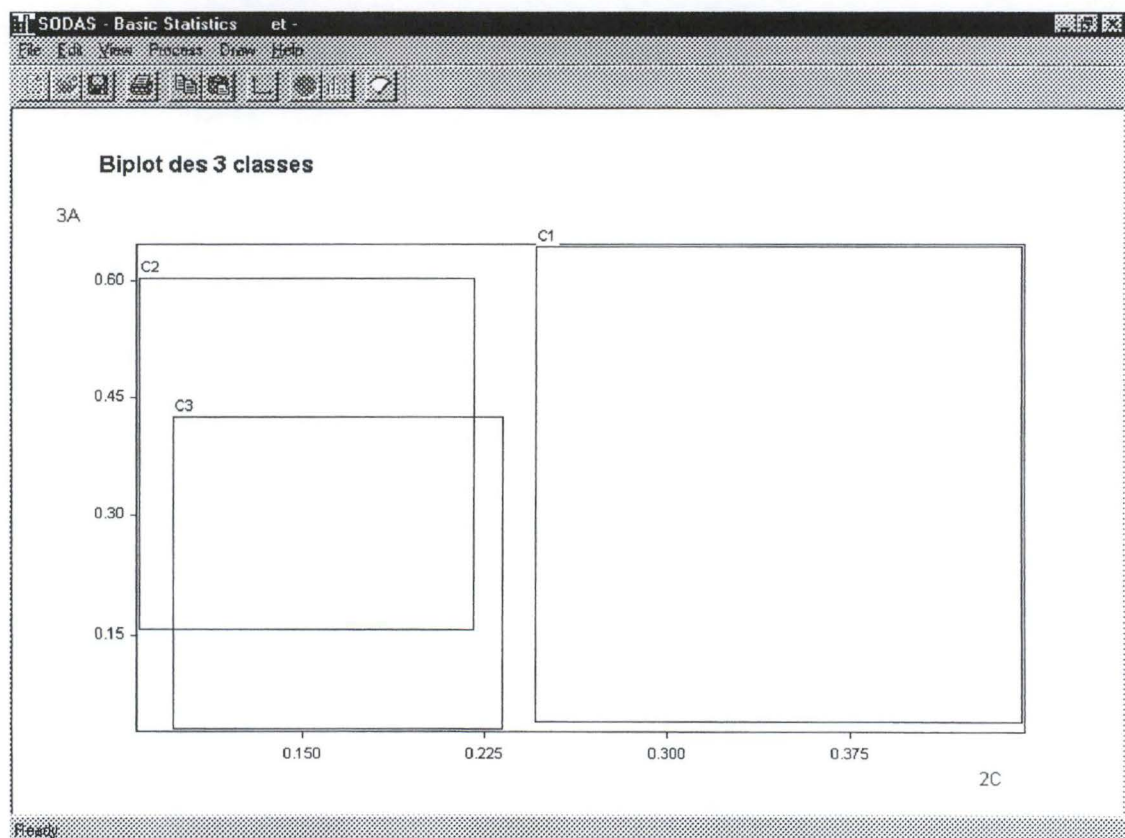 SODAS - Basic Statistics et -
File Edit View Process Draw Help
Biplot des 3 classes
3A
C1
C2
0.60
0.45
C3
0.30
0.15
0.150 0.225 0.300 0.375
2C
Ready